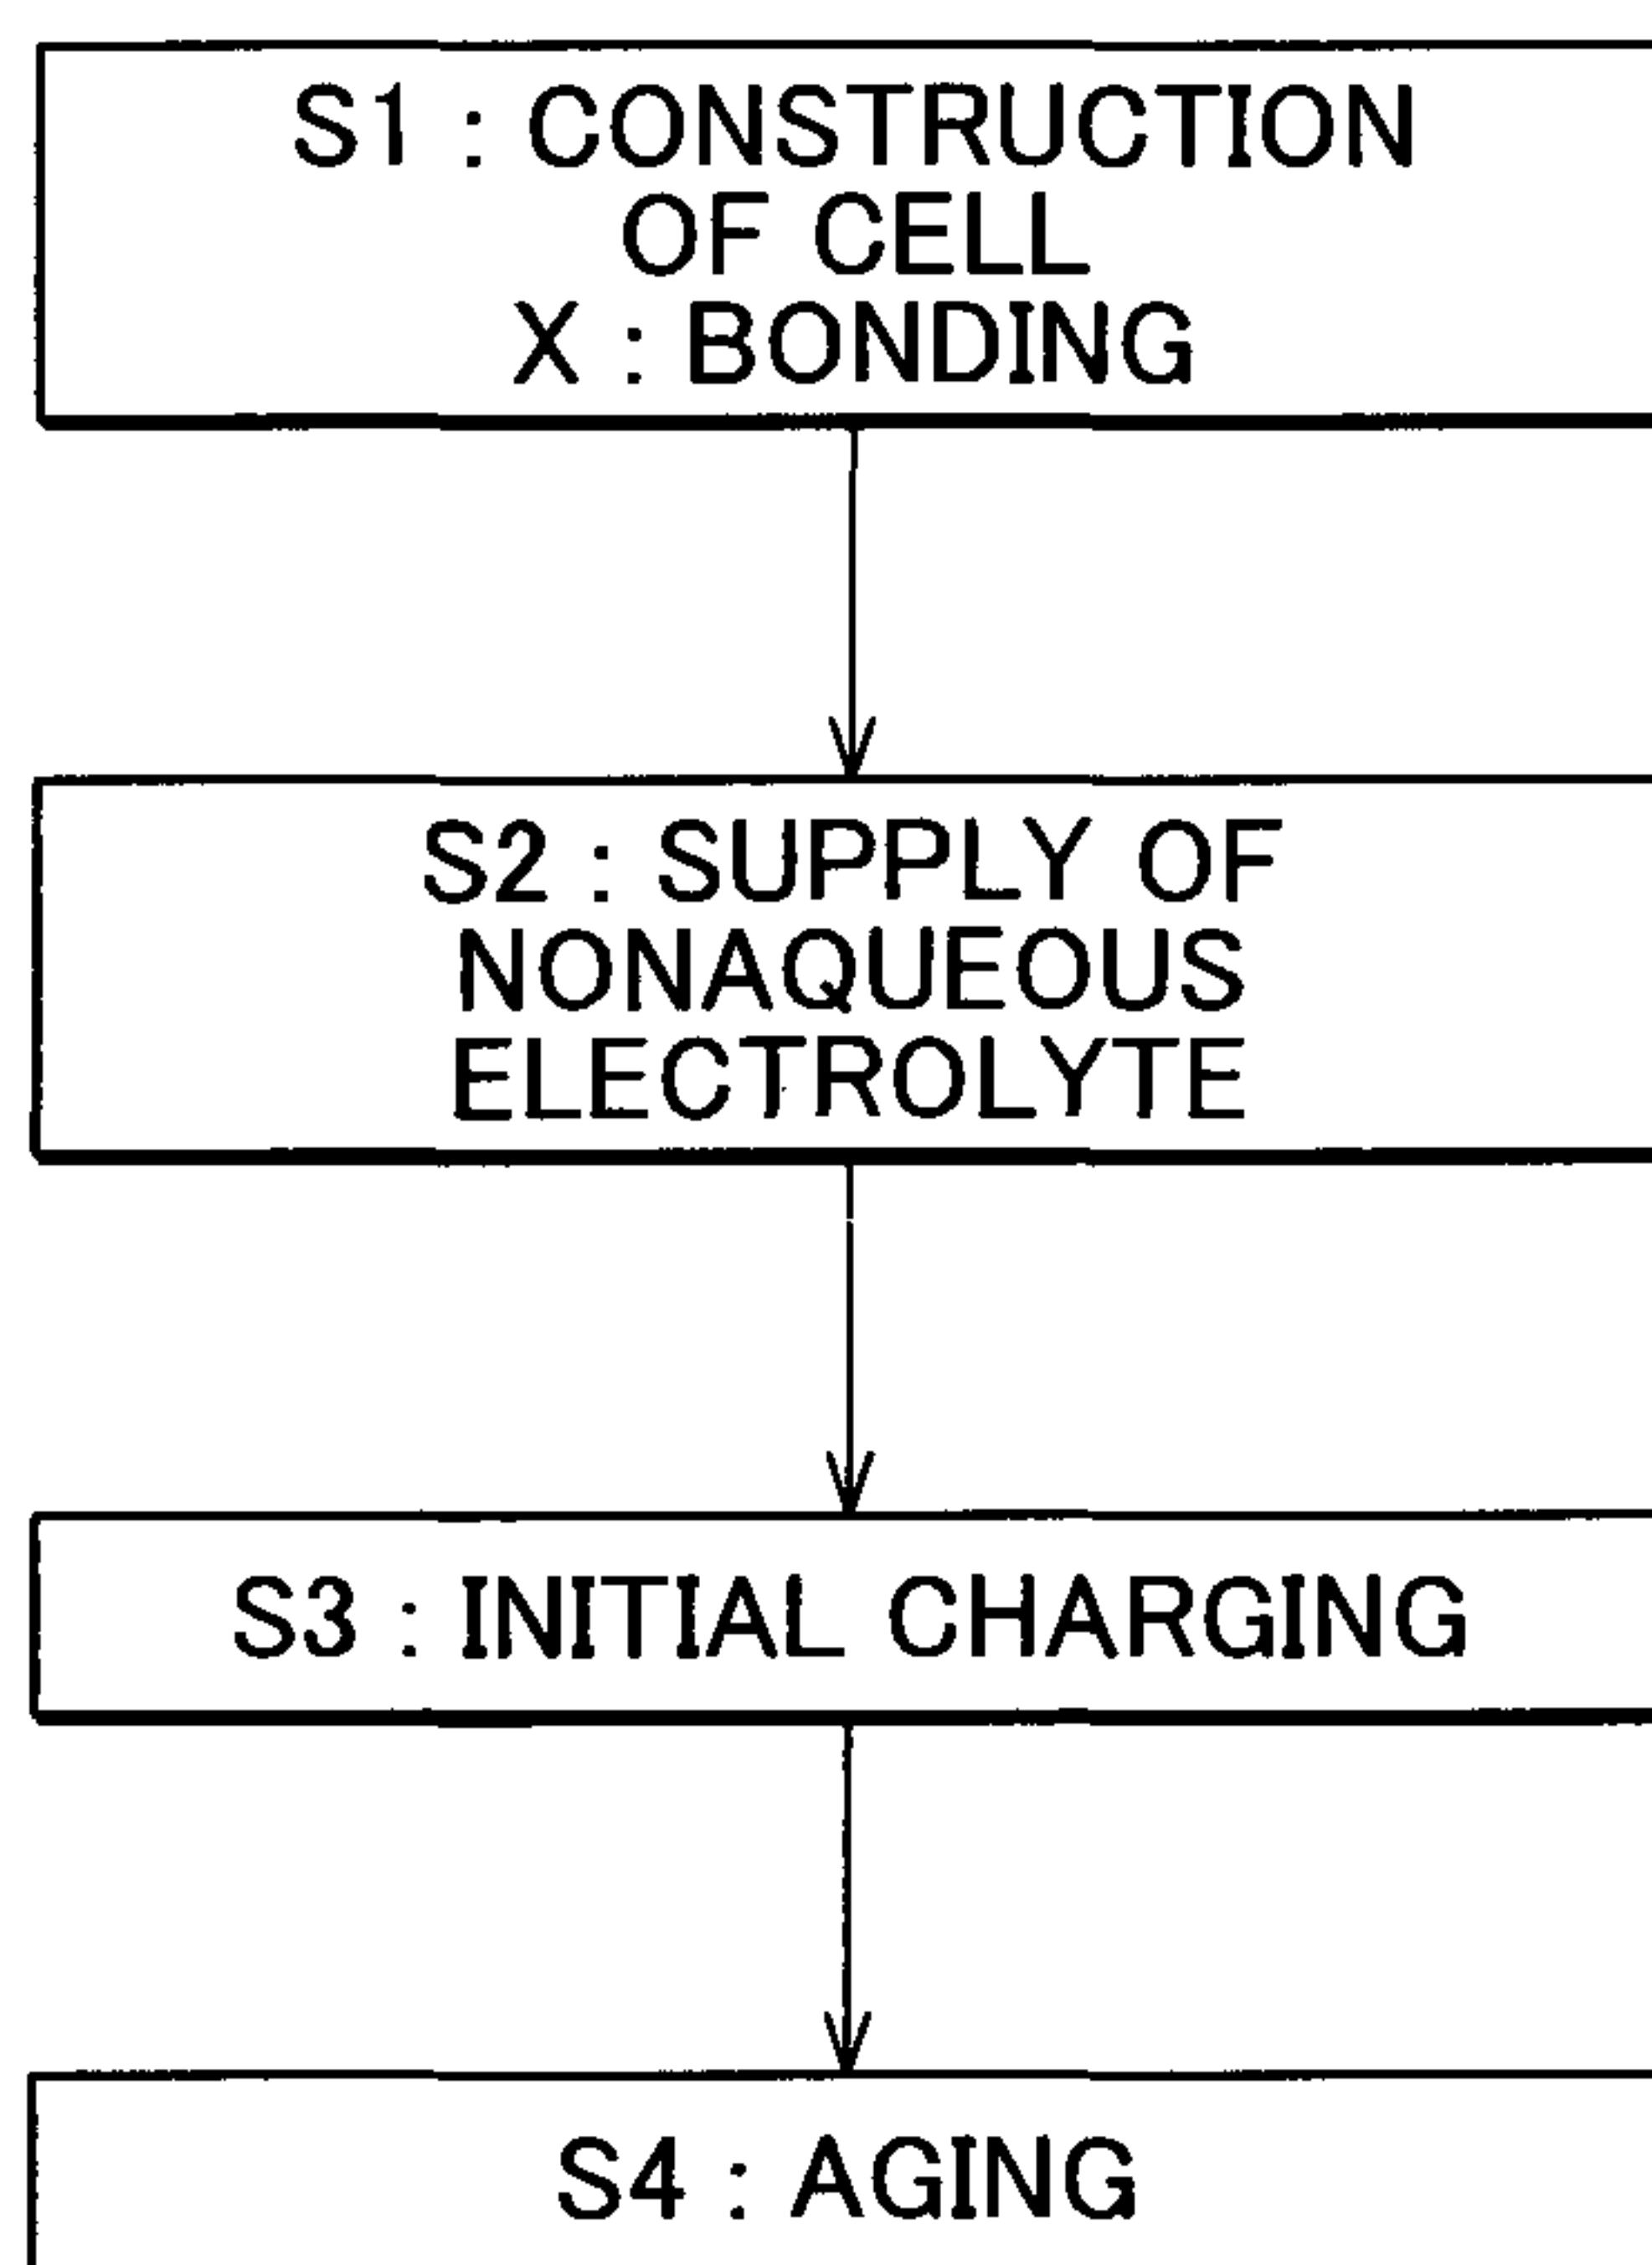 S1 : CONSTRUCTION
OF CELL
X : BONDING
S2 : SUPPLY OF
NONAQUEOUS
ELECTROLYTE
S3 : INITIAL CHARGING
S4 : AGING